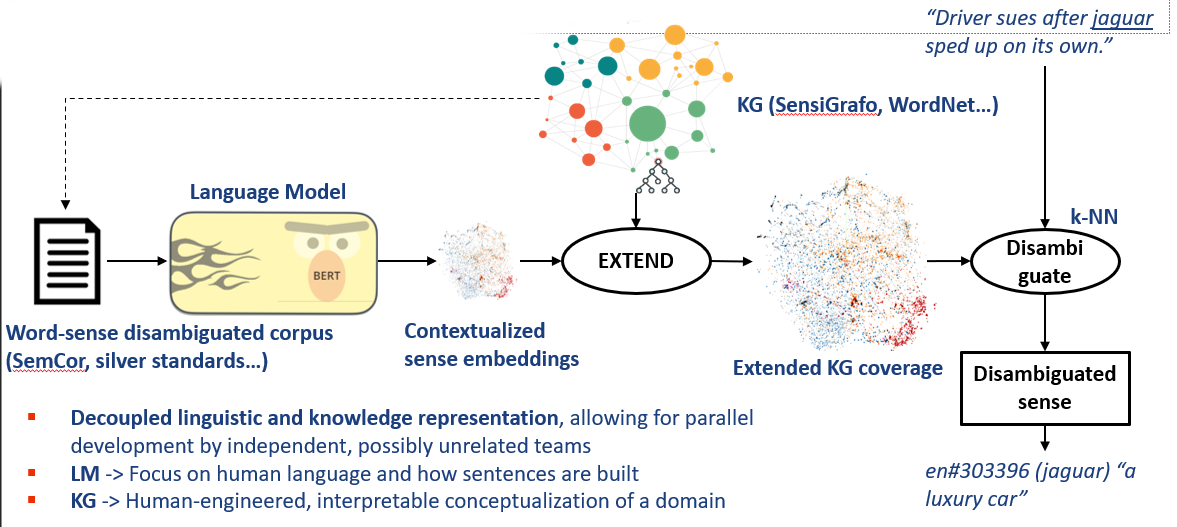 “Driver sues after jaguar
sped up on its own.”
KG (SensiGrafo, WordNet…)
Language Model
BERT
k-NN
EXTEND
Disambi
guate
Word-sense disambiguated corpus
(SemCor, silver standards…)
Contextualized
sense embeddings
Extended KG coverage
Disambiguated
sense
Decoupled linguistic and knowledge representation, allowing for parallel
development by independent, possibly unrelated teams
LM -> Focus on human language and how sentences are built
KG -> Human-engineered, interpretable conceptualization of a domain
en#303396 (jaguar) “a
luxury car”